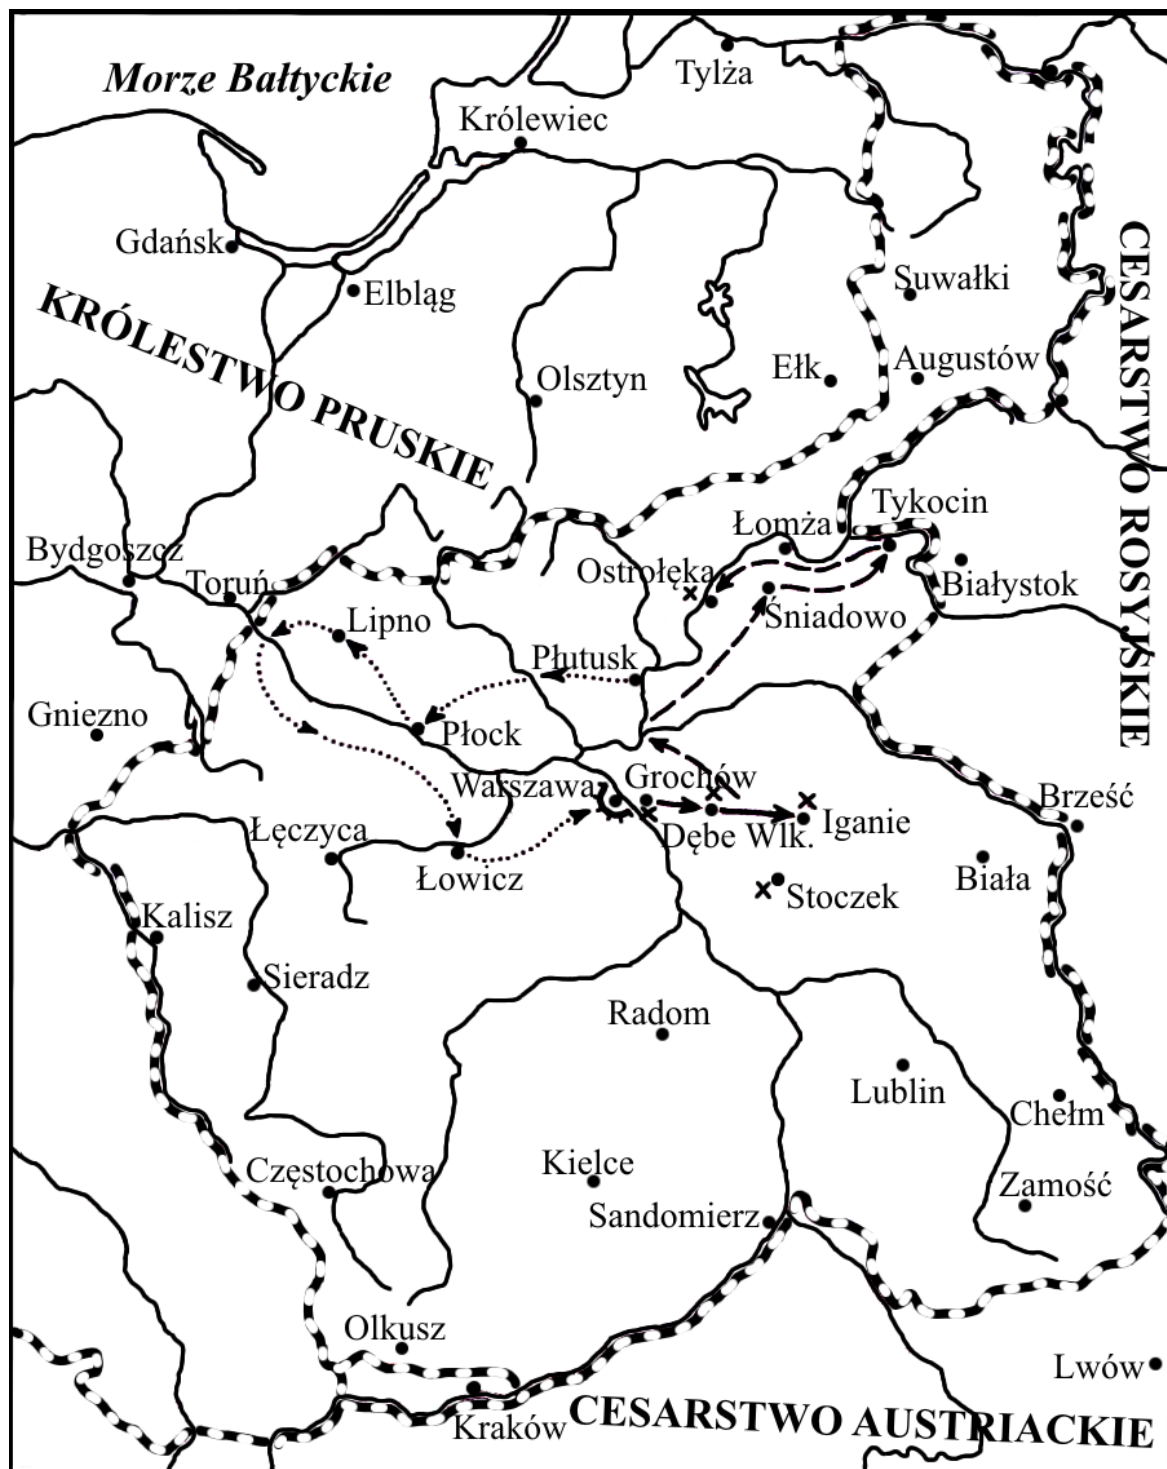 Tylża
Morze Bałtyckie
Królewiec
Gdańsk
Suwałki
Elbląg
CESARSTWO ROSYJSKIE
KRÓLESTWO PRUSKIE
Ełk
Augustów
Olsztyn
Tykocin
Łomża
Bydgoszcz
Ostrołęka
Toruń
Białystok
Śniadowo
Lipno
Płutusk
Gniezno
Płock
Warszawa
Grochów
Brześć
Iganie
Łęczyca
Dębe Wlk.
Łowicz
Biała
Stoczek
Kalisz
Sieradz
Radom
Lublin
Chełm
Częstochowa
Kielce
Zamość
Sandomierz
Olkusz
Lwów
Kraków
CESARSTWO AUSTRIACKIE